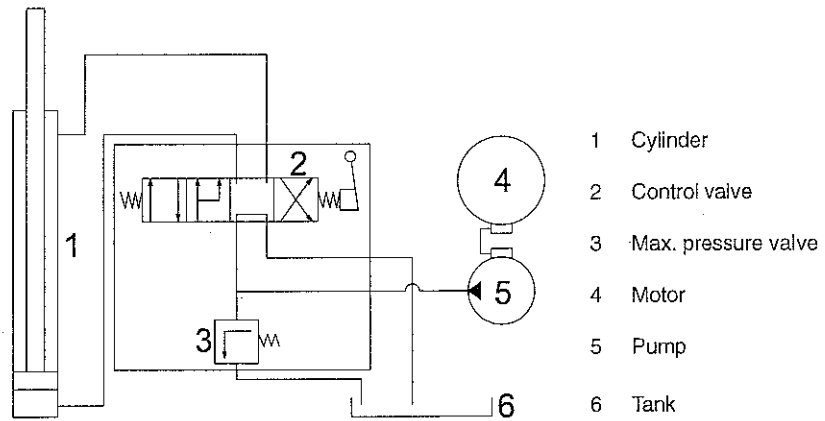 1
2
3
4
5
6
1 Cylinder
2 Control valve
3 Max. pressure valve
4 Motor
5 Pump
6 Tank